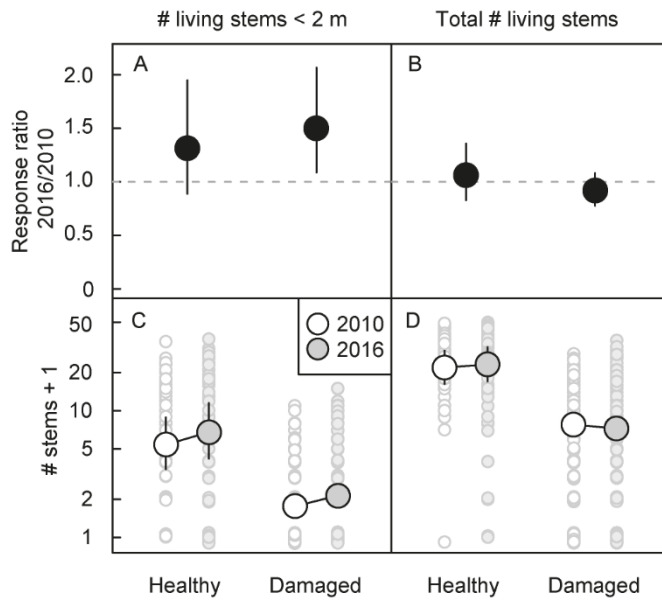 # living stems < 2 m
Total # living stems
A
B
Response ratio
2016/2010
2.0
1.5
1.0
0.5
0
C
2010
2016
D
# stems + 1
50
20
10
5
2
1
Healthy
Damaged
Healthy
Damaged